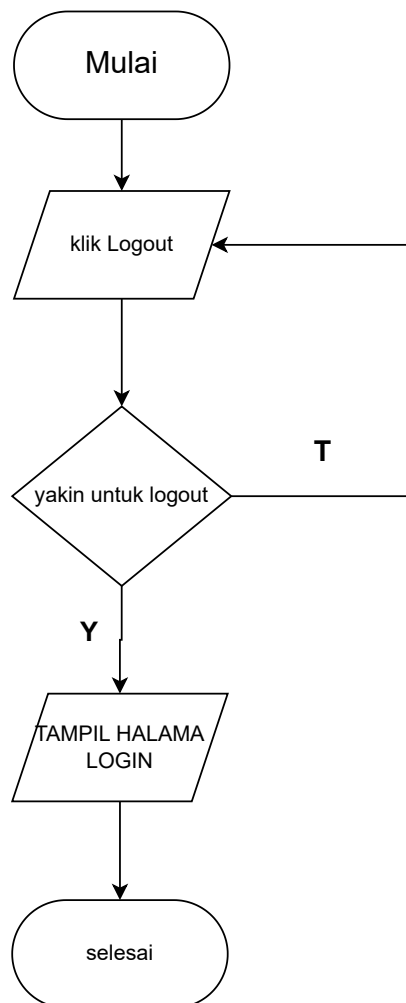 Mulai
klik Logout
yakin untuk logout
T
Y
TAMPIL HALAMA
LOGIN
selesai